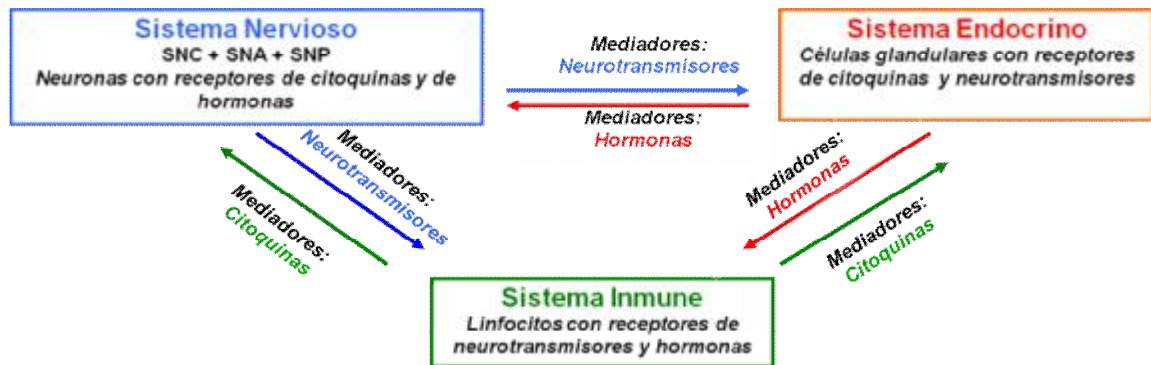 Sistema Nervioso
SNC + SNA + SNP
Neuronas con receptores de citoquinas y de
hormonas
Mediadores:
Neurotransmisores
Mediadores:
Hormonas
Sistema Endocrino
Células glandulares con receptores
de citoquinas y neurotransmisores
Mediadores:
Neurotransmisores
Mediadores:
Citoquinas
Mediadores:
Hormonas
Mediadores:
Citoquinas
Sistema Inmune
Linfocitos con receptores de
neurotransmisores y hormonas